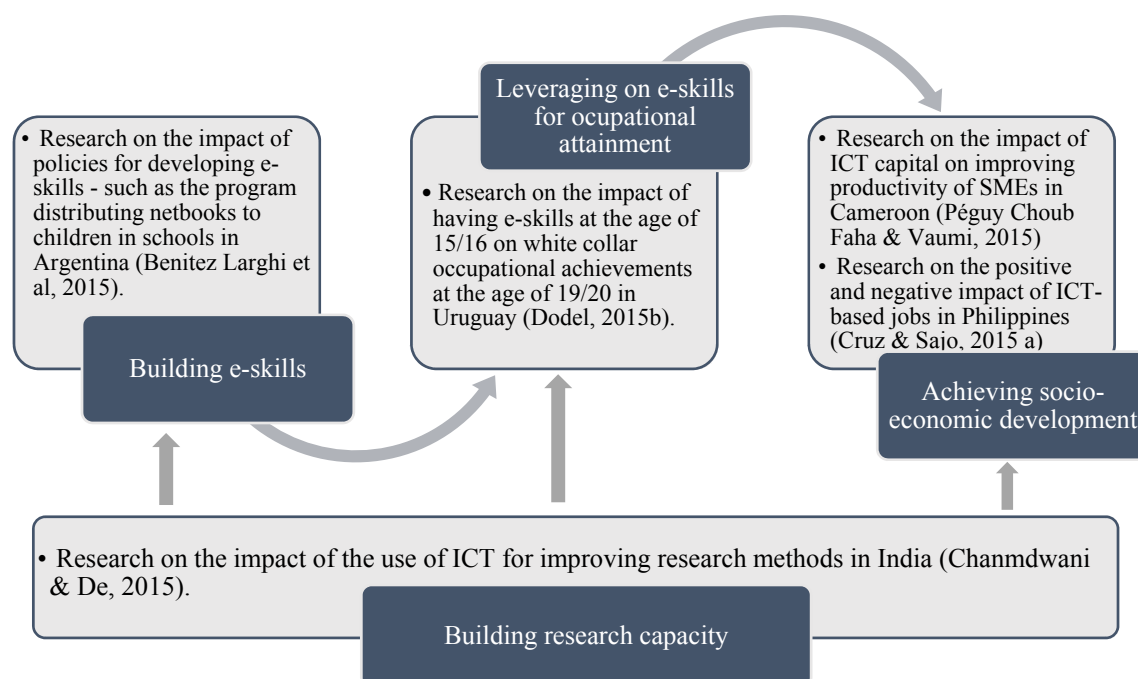 • Research on the impact of
policies for developing e-
skills - such as the program
distributing netbooks to
children in schools in
Argentina (Benitez Larghi et
al, 2015).
Building e-skills
Leveraging on e-skills
for ocupational
attainment
• Research on the impact of
having e-skills at the age of
15/16 on white collar
occupational achievements
at the age of 19/20 in
Uruguay (Dodel, 2015b).
• Research on the impact of
ICT capital on improving
productivity of SMEs in
Cameroon (Péguy Choub
Faha & Vaumi, 2015)
• Research on the positive
and negative impact of ICT-
based jobs in Philippines
(Cruz & Sajo, 2015 a)
Achieving socio-
economic development
• Research on the impact of the use of ICT for improving research methods in India (Chanmdwani
& De, 2015).
Building research capacity